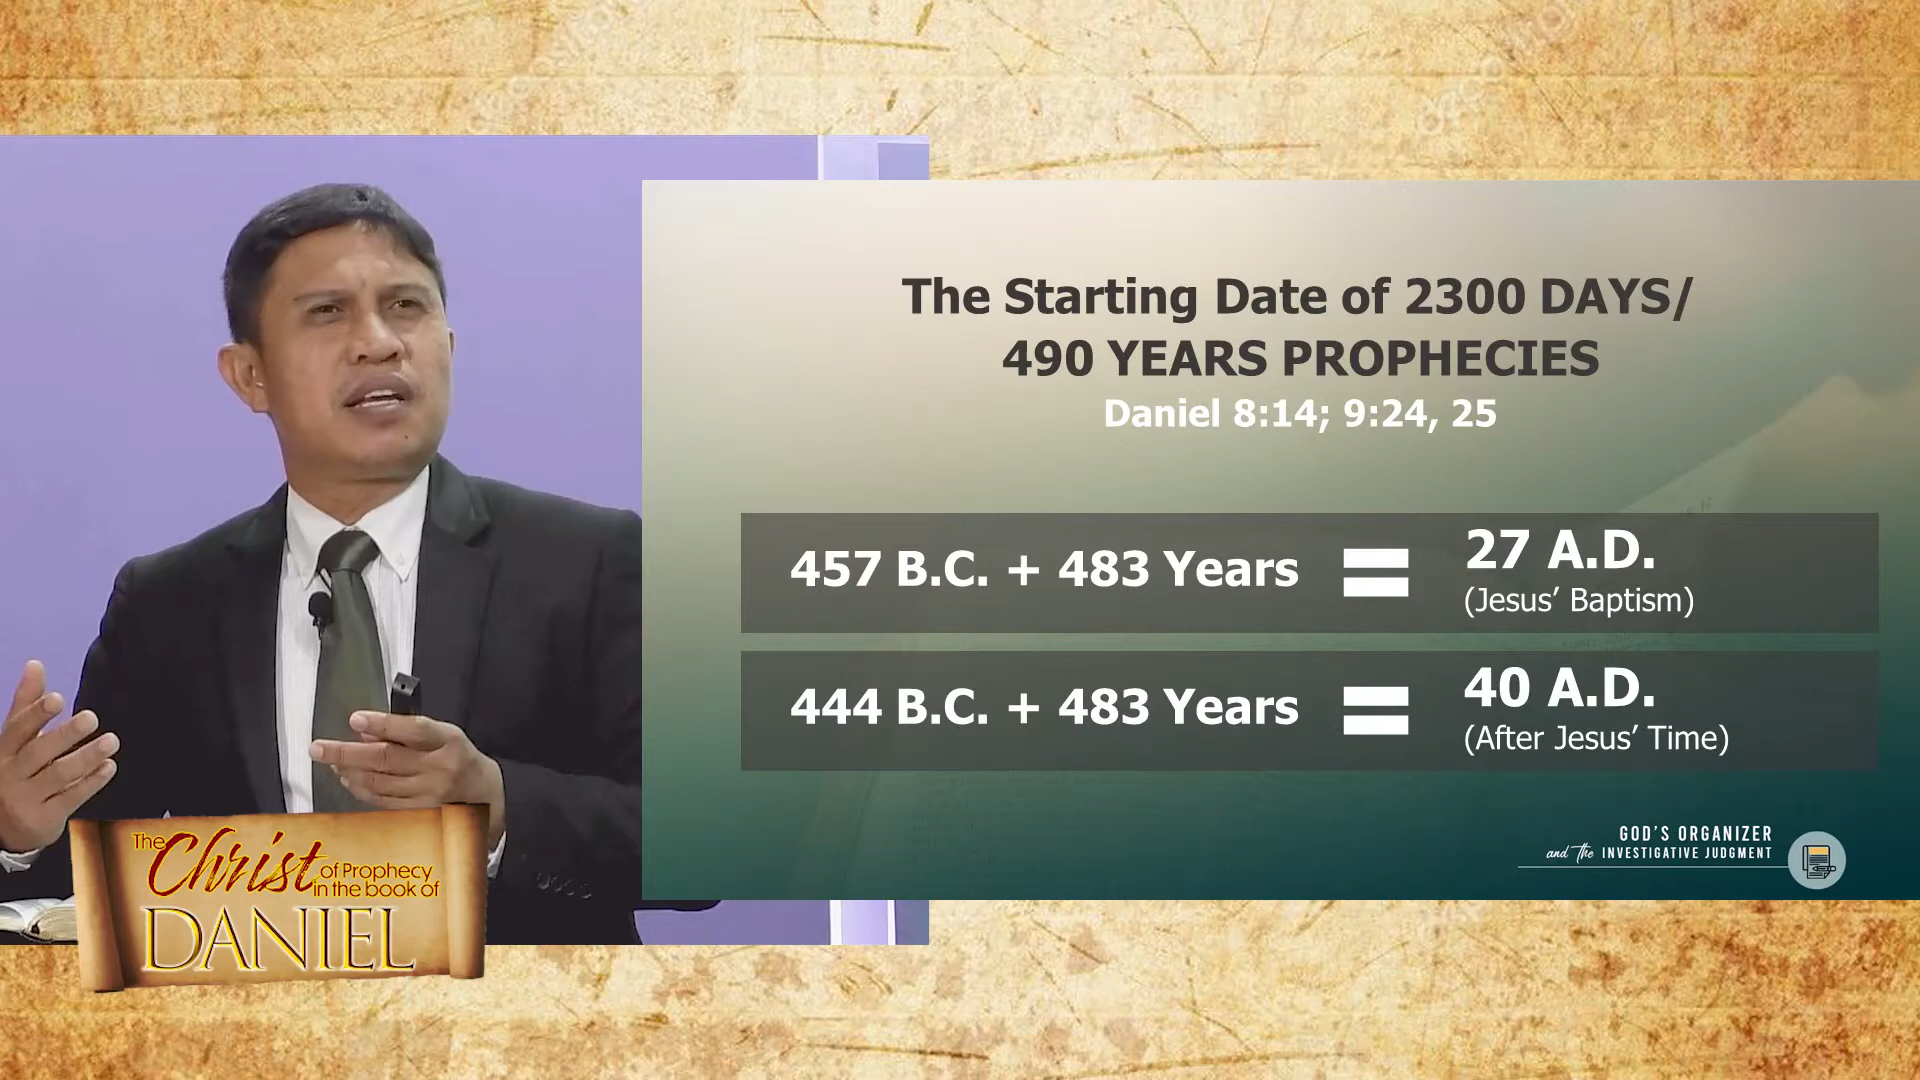 The Starting Date of 2300 DAYS/
490 YEARS PROPHECIES
Daniel 8:14; 9:24, 25
457 B.C. + 483 Years = 27 A.D.
(Jesus’ Baptism)
444 B.C. + 483 Years = 40 A.D.
(After Jesus’ Time)
GOD'S ORGANIZER
and the INVESTIGATIVE JUDGMENT
The Christ of Prophecy
in the book of
DANIEL